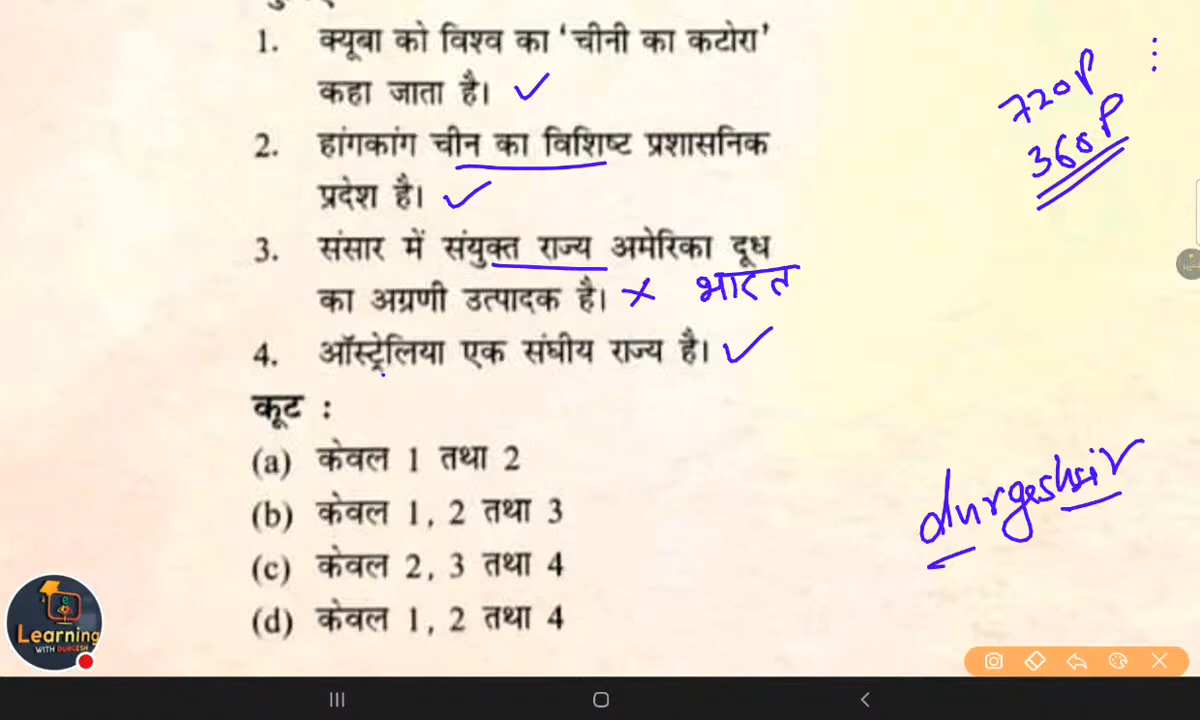 1. क्यूबा को विश्व का 'चीनी का कटोरा'
कहा जाता है।
720P
360P
2. हांगकांग चीन का विशिष्ट प्रशासनिक
प्रदेश है।
3. संसार में संयुक्त राज्य अमेरिका दूध
का अग्रणी उत्पादक है। × भारत
4. ऑस्ट्रेलिया एक संघीय राज्य है।
कूट :
(a) केवल 1 तथा 2
(b) केवल 1, 2 तथा 3
(c) केवल 2, 3 तथा 4
(d) केवल 1, 2 तथा 4
durgeshsir
Learning
WITH DURGESH